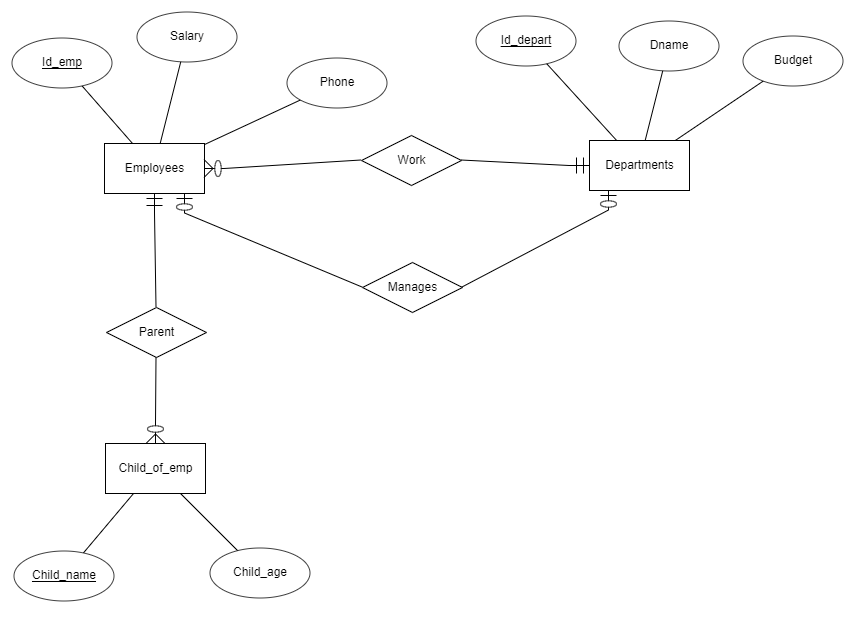 Salary
Id_emp
Phone
Id_depart
Dname
Budget
Employees
Work
Departments
Manages
Parent
Child_of_emp
Child_name
Child_age